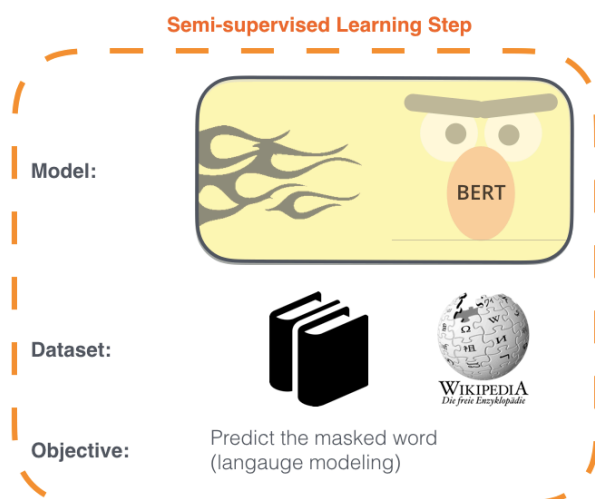 Semi-supervised Learning Step
Model:
BERT
Dataset:
WIKIPEDIA
Die freie Enzyklopädie
Objective:
Predict the masked word
(langauge modeling)